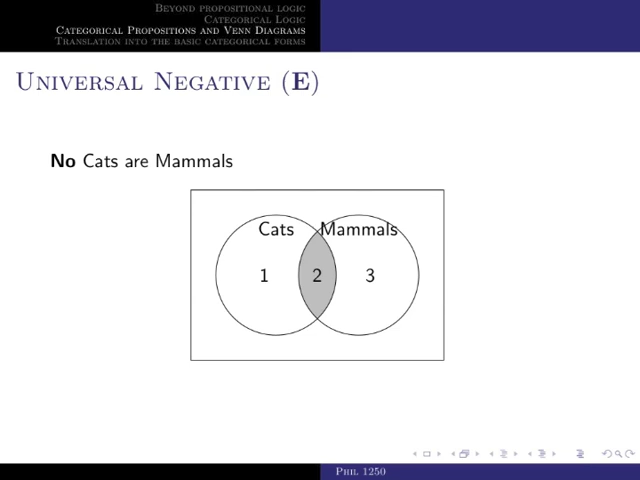 Beyond propositional logic
Categorical Logic
Categorical Propositions and Venn Diagrams
Translation into the basic categorical forms
Universal Negative (E)
No Cats are Mammals
Cats Mammals
1 2 3
Phil 1250